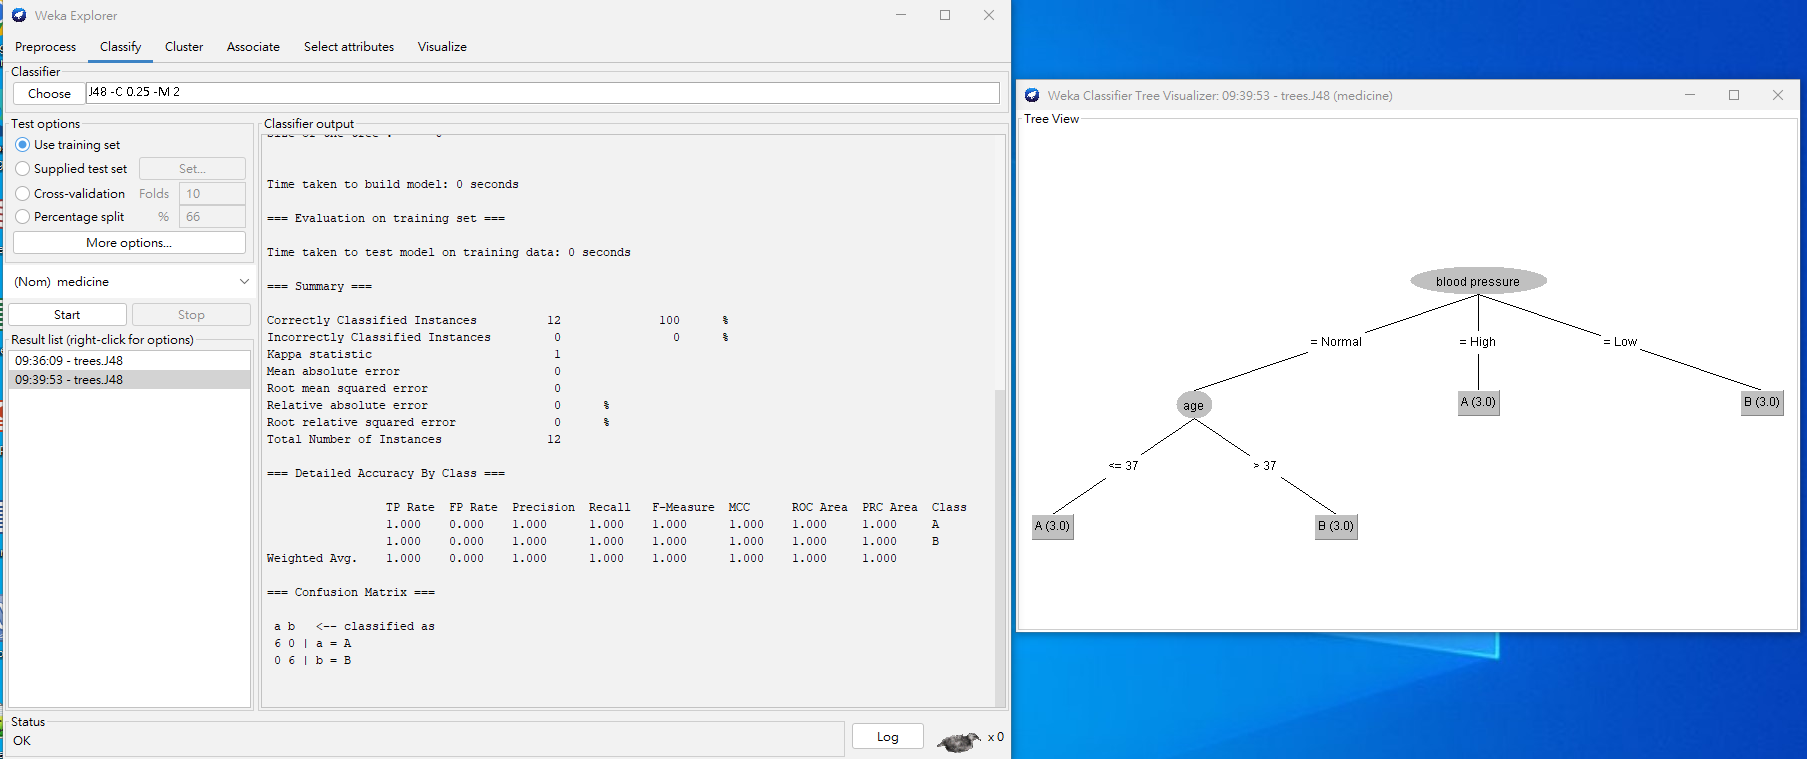 Weka Explorer
Preprocess Classify Cluster Associate Select attributes Visualize
Classifier
Choose J48 -C 0.25 -M 2
Test options
Use training set
Supplied test set Set...
Cross-validation Folds 10
Percentage split % 66
More options...
(Nom) medicine
Start Stop
Result list (right-click for options)
09:36:09 - trees.J48
09:39:53 - trees.J48
Classifier output
Time taken to build model: 0 seconds
=== Evaluation on training set ===
Time taken to test model on training data: 0 seconds
=== Summary ===
Correctly Classified Instances 12 100 %
Incorrectly Classified Instances 0 0 %
Kappa statistic 1
Mean absolute error 0
Root mean squared error 0
Relative absolute error 0 %
Root relative squared error 0 %
Total Number of Instances 12
=== Detailed Accuracy By Class ===
TP Rate FP Rate Precision Recall F-Measure MCC ROC Area PRC Area Class
1.000 0.000 1.000 1.000 1.000 1.000 1.000 1.000 A
1.000 0.000 1.000 1.000 1.000 1.000 1.000 1.000 B
Weighted Avg. 1.000 0.000 1.000 1.000 1.000 1.000 1.000 1.000
=== Confusion Matrix ===
a b <-- classified as
6 0 | a = A
0 6 | b = B
Status
OK
Log
x 0
Weka Classifier Tree Visualizer: 09:39:53 - trees.J48 (medicine)
Tree View
blood pressure
= Normal = High = Low
age A (3.0) B (3.0)
<= 37 > 37
A (3.0) B (3.0)